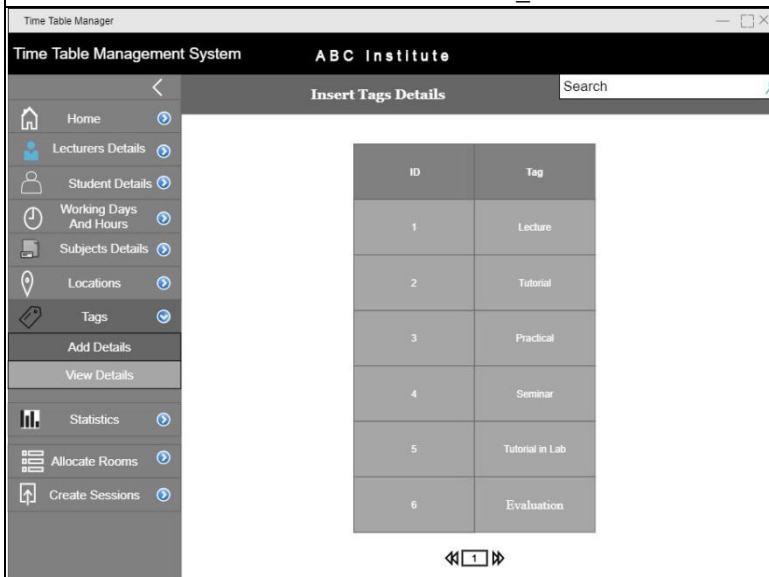 Time Table Manager
Time Table Management System
ABC Institute
Insert Tags Details
Search
Home
Lecturers Details
Student Details
Working Days
And Hours
Subjects Details
Locations
Tags
Add Details
View Details
Statistics
Allocate Rooms
Create Sessions
ID Tag
1 Lecture
2 Tutorial
3 Practical
4 Seminar
5 Tutorial in Lab
6 Evaluation
1